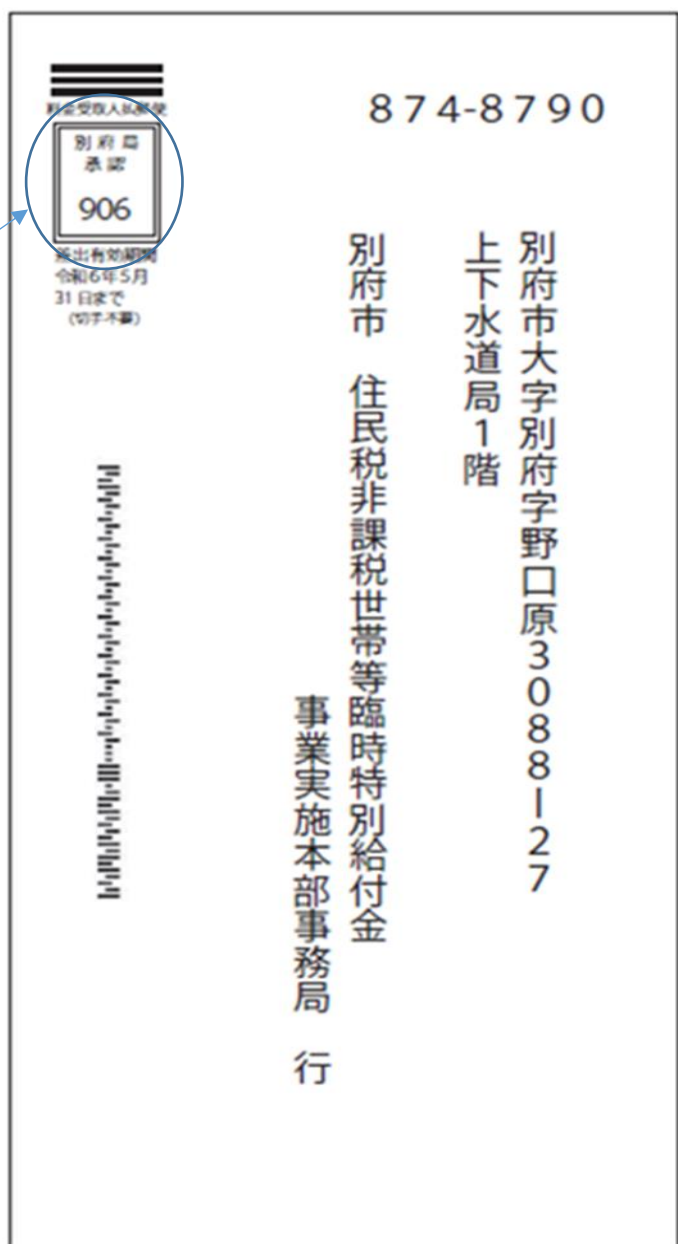 料金受取人払郵便
別府局
承認
906
差出有効期間
令和6年5月
31日まで
(切手不要)
874-8790
別府市大字別府字野口原3088ー27
上下水道局1階
別府市 住民税非課税世帯等臨時特別給付金
事業実施本部事務局 行